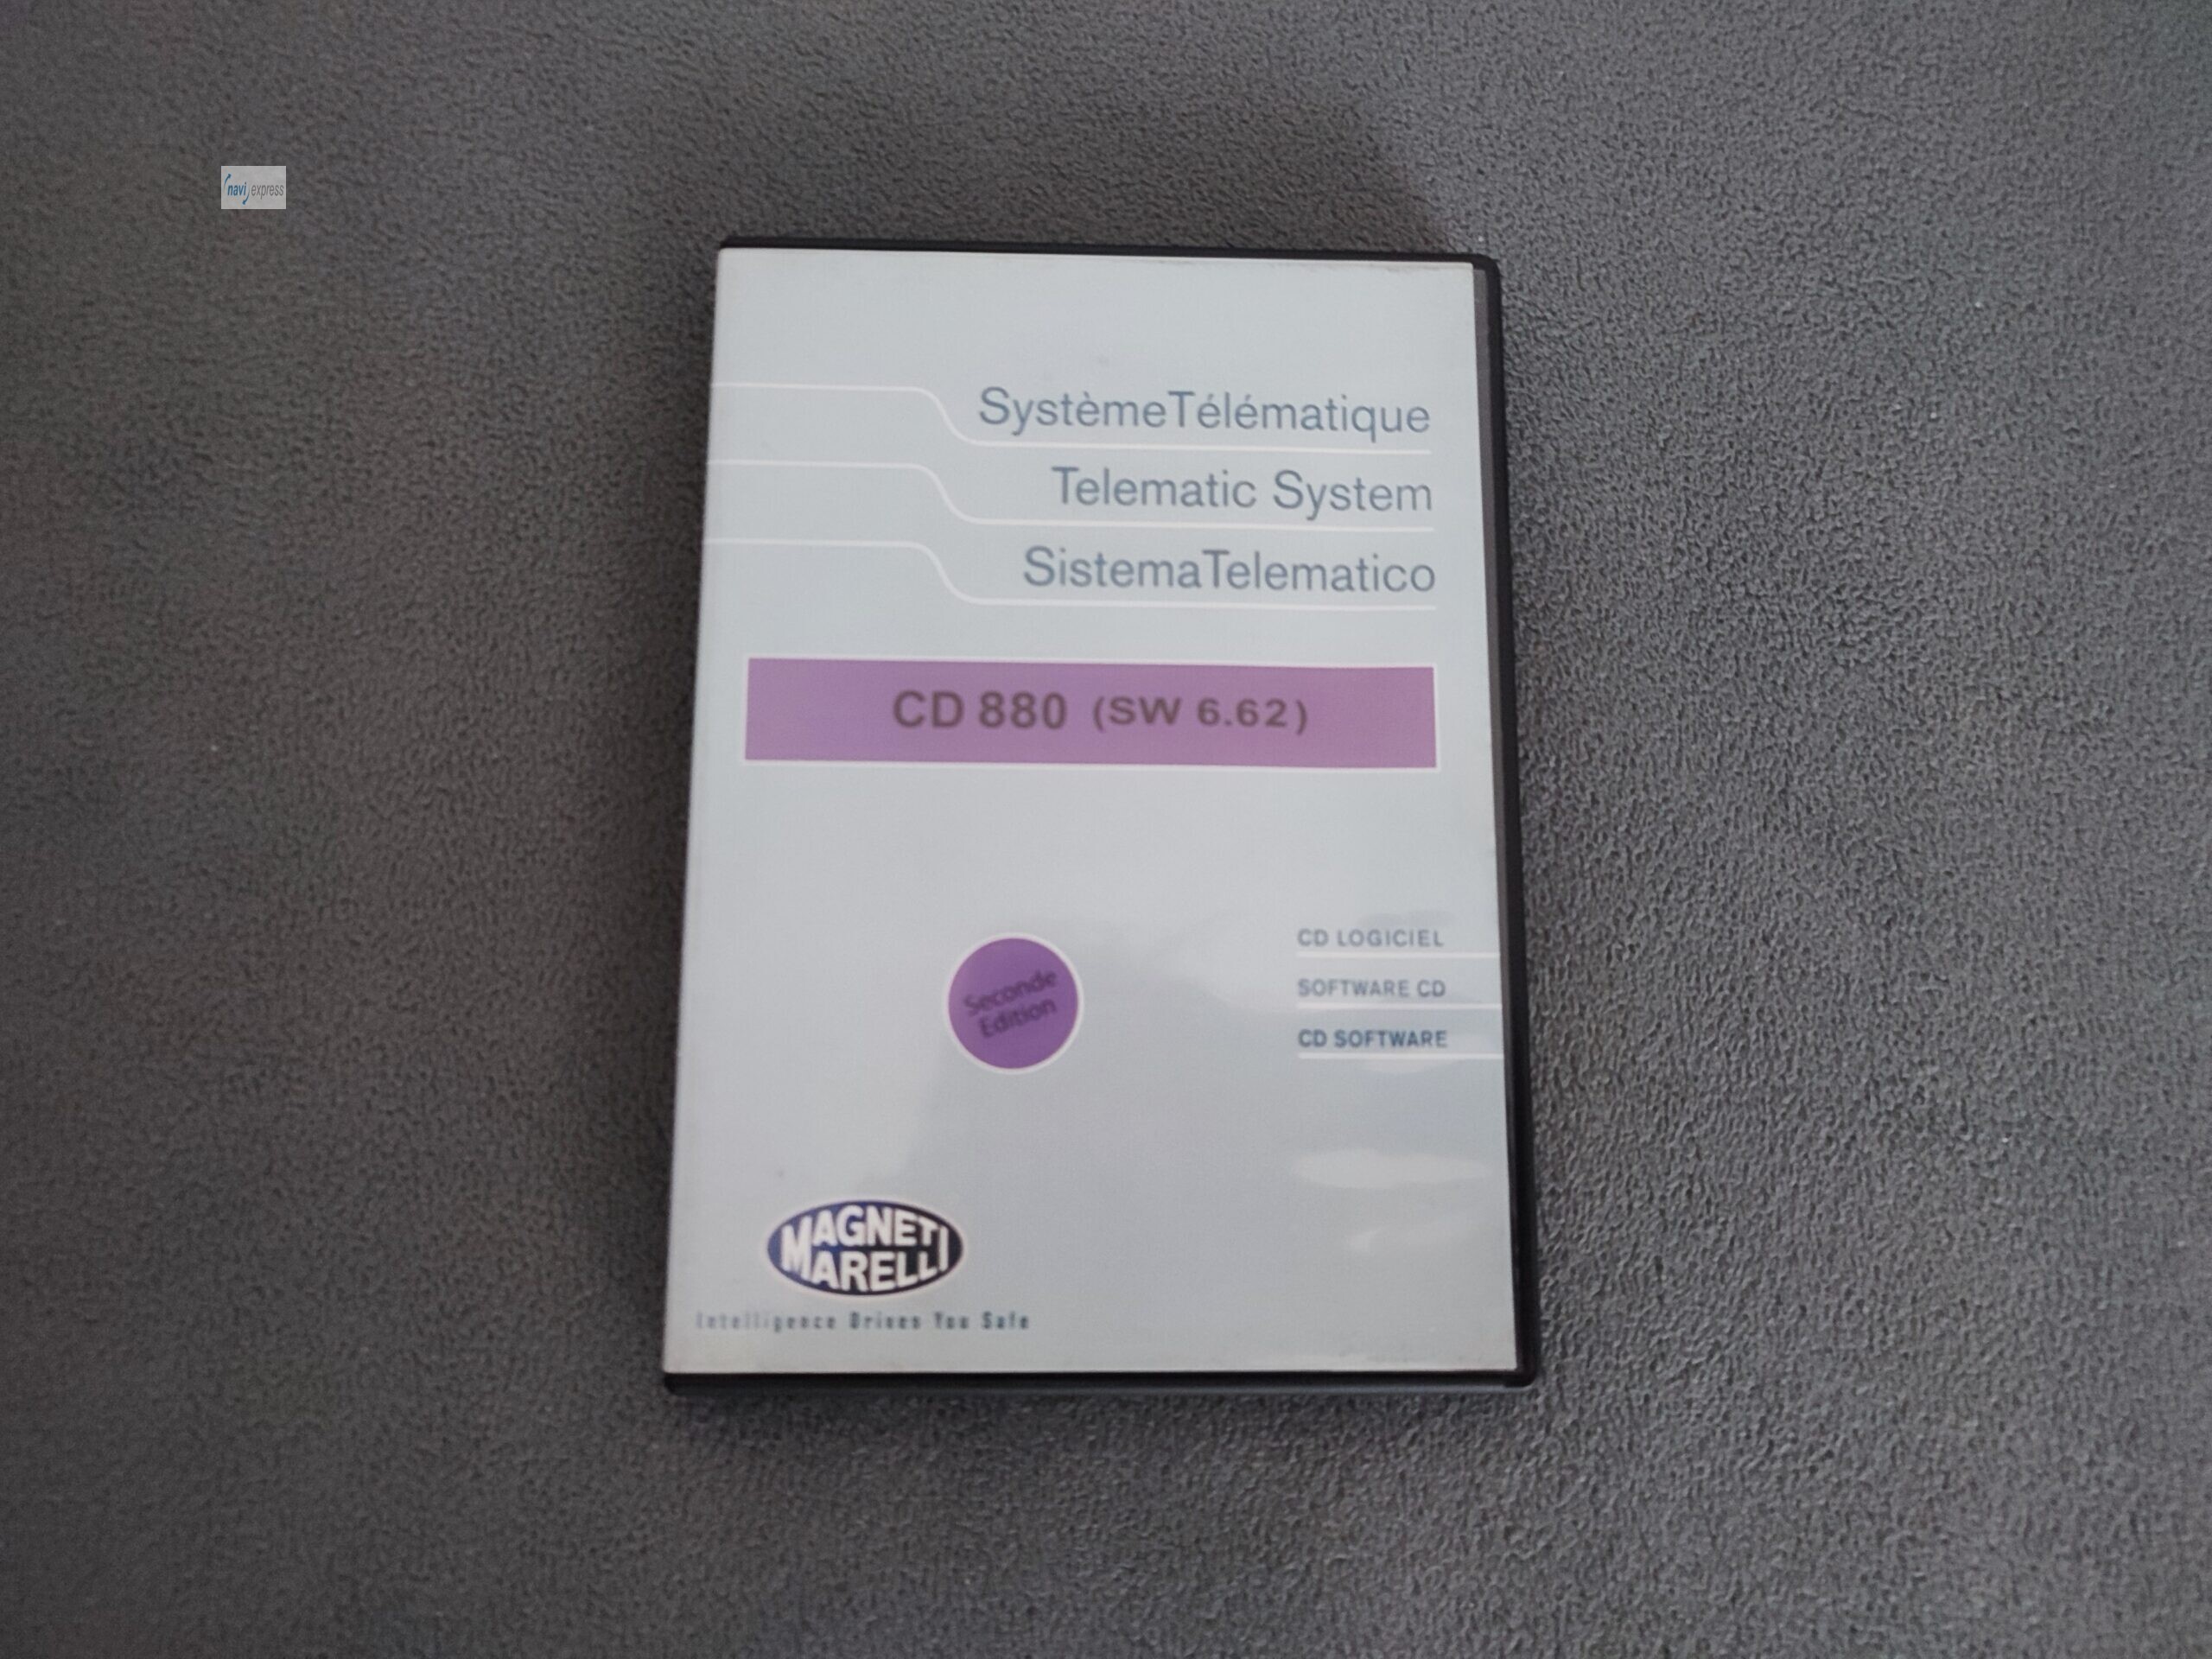 navi express
SystèmeTélématique
Telematic System
SistemaTelematico
CD 880 (SW 6.62)
CD LOGICIEL
SOFTWARE CD
CD SOFTWARE
Seconde
Edition
MAGNETI
MARELLI
Intelligence Drives You Safe